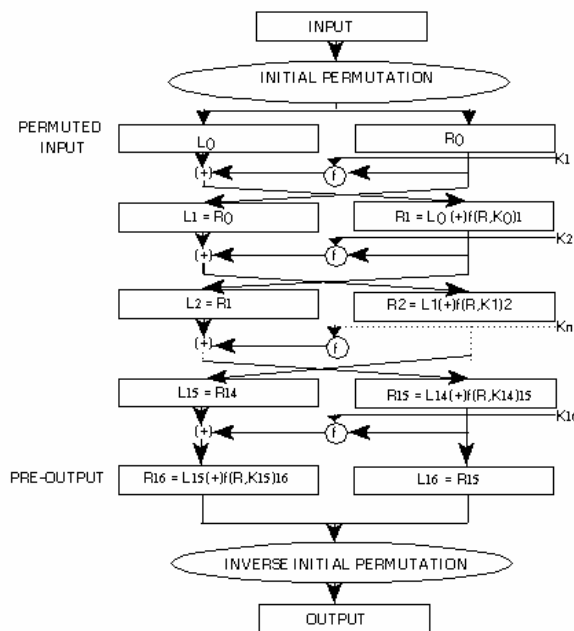 INPUT
INITIAL PERMUTATION
PERMUTED
INPUT
L0
R0
K1
(+)
f
L1 = R0
R1 = L0 (+)f(R,K0)1
K2
(+)
f
L2 = R1
R2 = L1(+)f(R,K1)2
Kn
(+)
f
L15 = R14
R15 = L14(+)f(R,K14)15
K16
(+)
f
PRE-OUTPUT
R16 = L15(+)f(R,K15)16
L16 = R15
INVERSE INITIAL PERMUTATION
OUTPUT